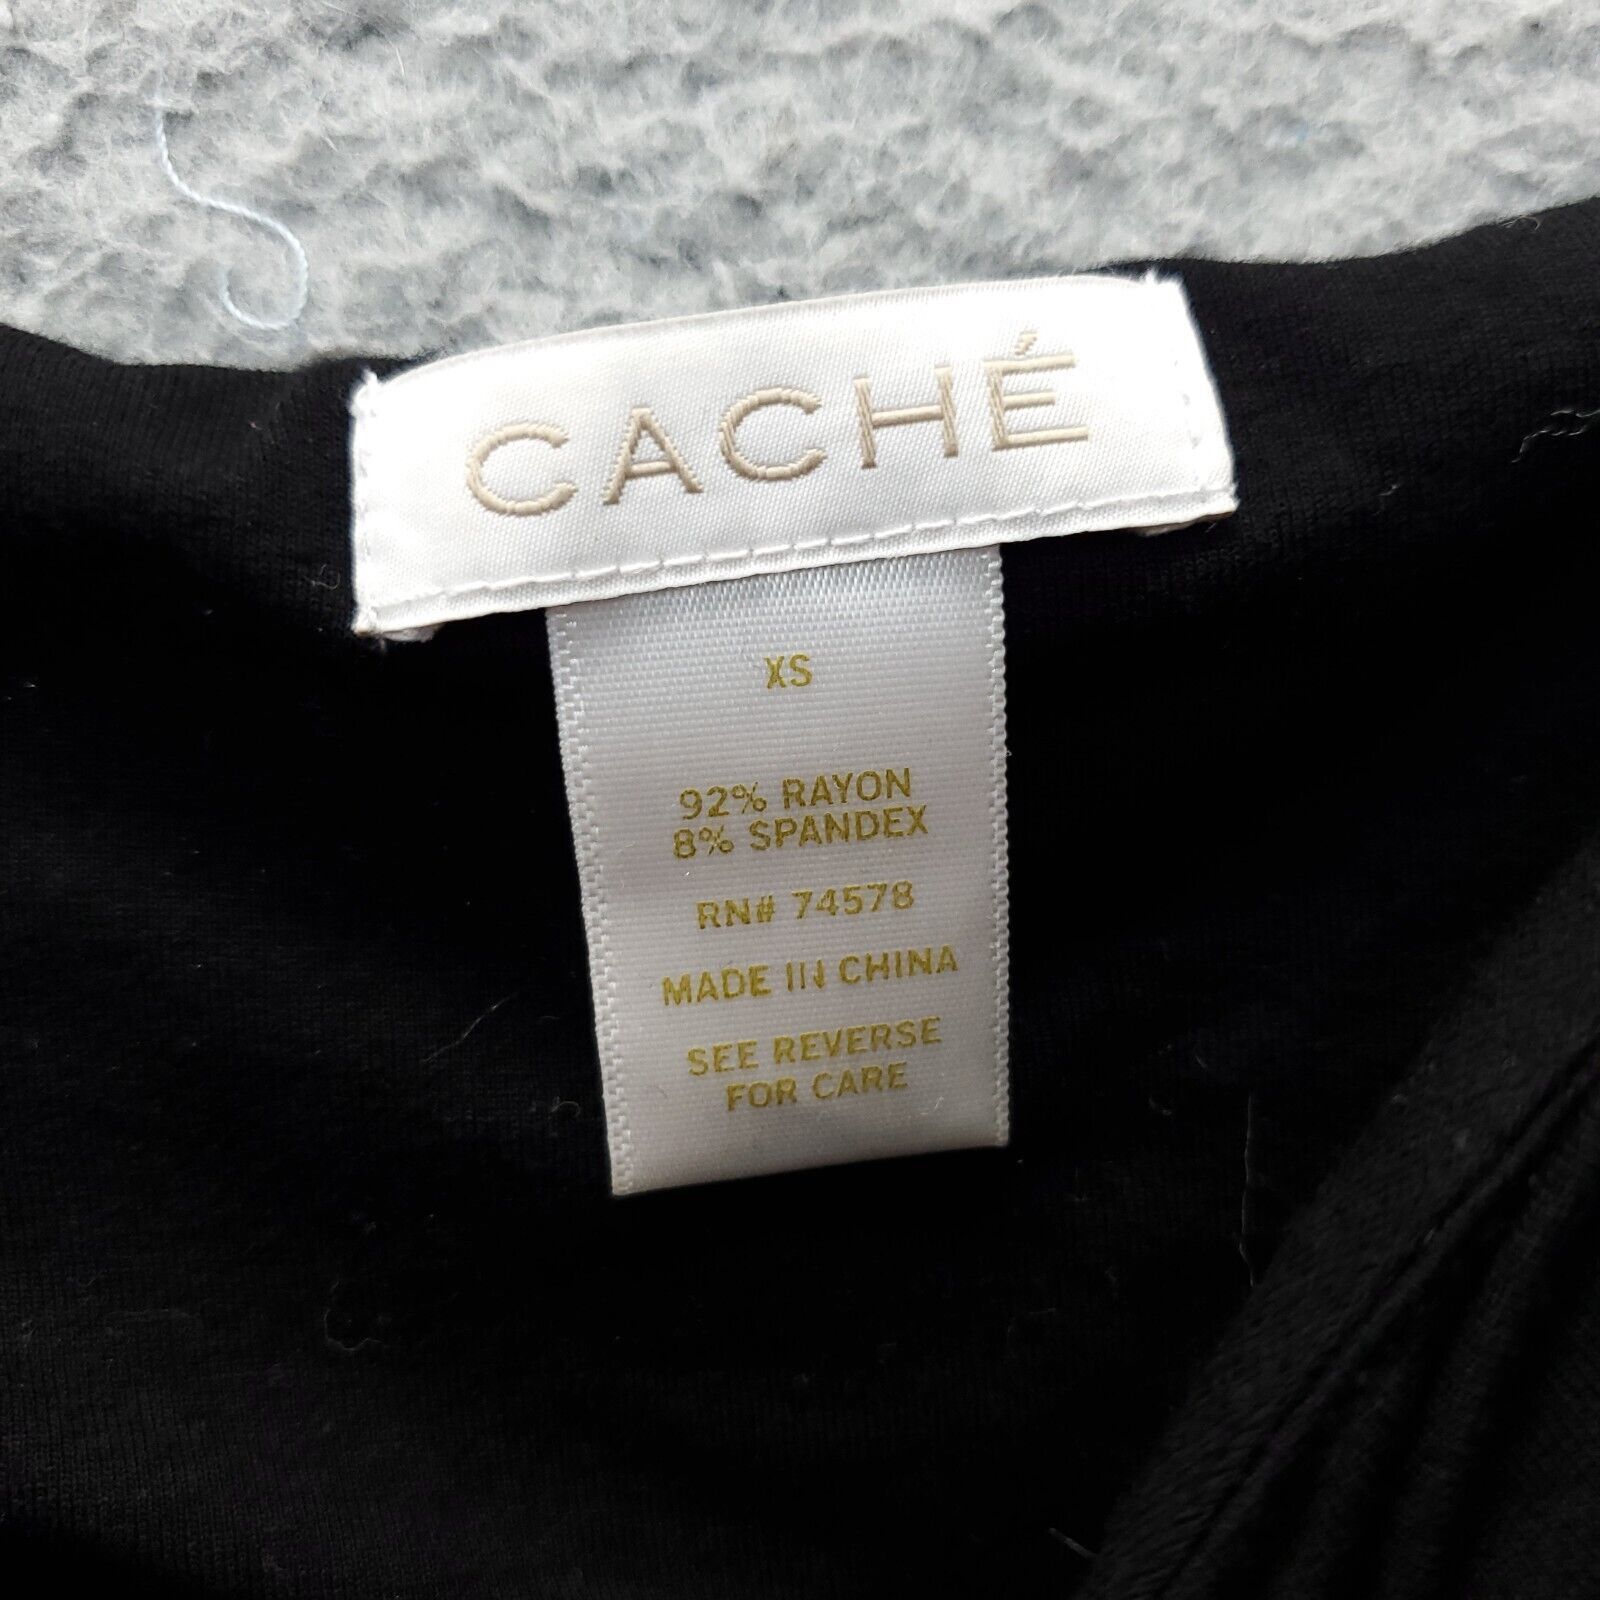 CACHÉ
XS
92% RAYON
8% SPANDEX
RN# 74578
MADE IN CHINA
SEE REVERSE
FOR CARE